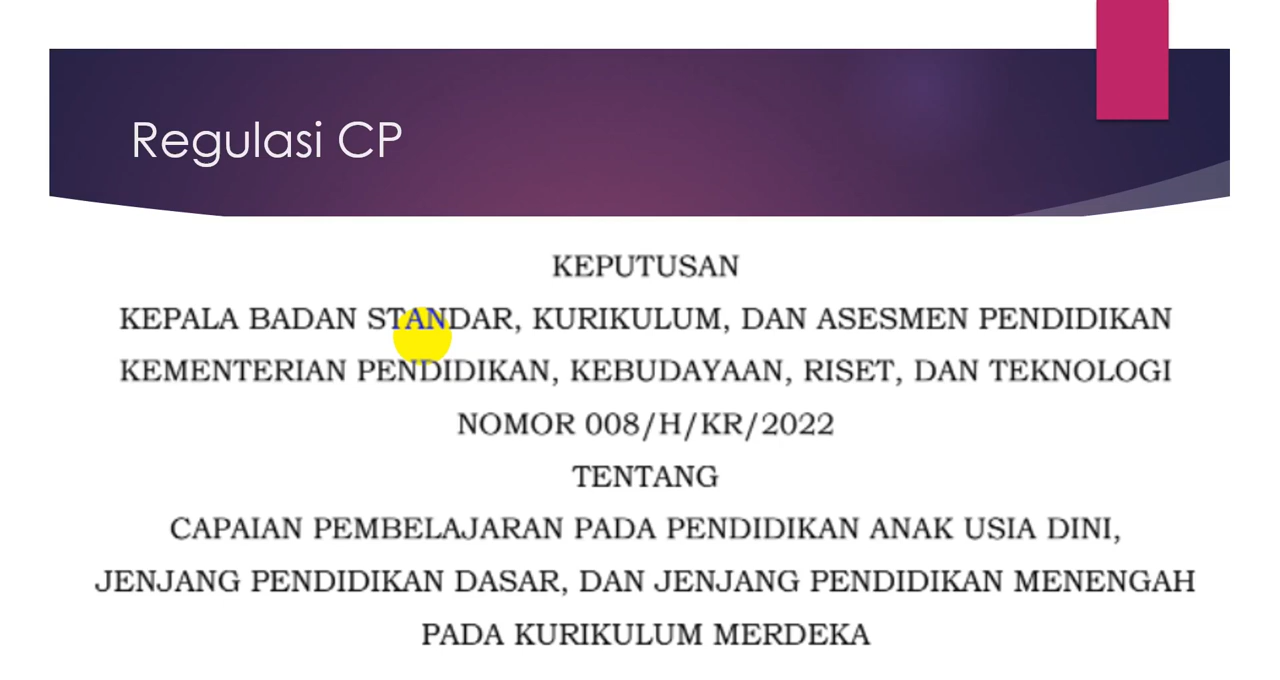 Regulasi CP
KEPUTUSAN
KEPALA BADAN STANDAR, KURIKULUM, DAN ASESMEN PENDIDIKAN
KEMENTERIAN PENDIDIKAN, KEBUDAYAAN, RISET, DAN TEKNOLOGI
NOMOR 008/H/KR/2022
TENTANG
CAPAIAN PEMBELAJARAN PADA PENDIDIKAN ANAK USIA DINI,
JENJANG PENDIDIKAN DASAR, DAN JENJANG PENDIDIKAN MENENGAH
PADA KURIKULUM MERDEKA